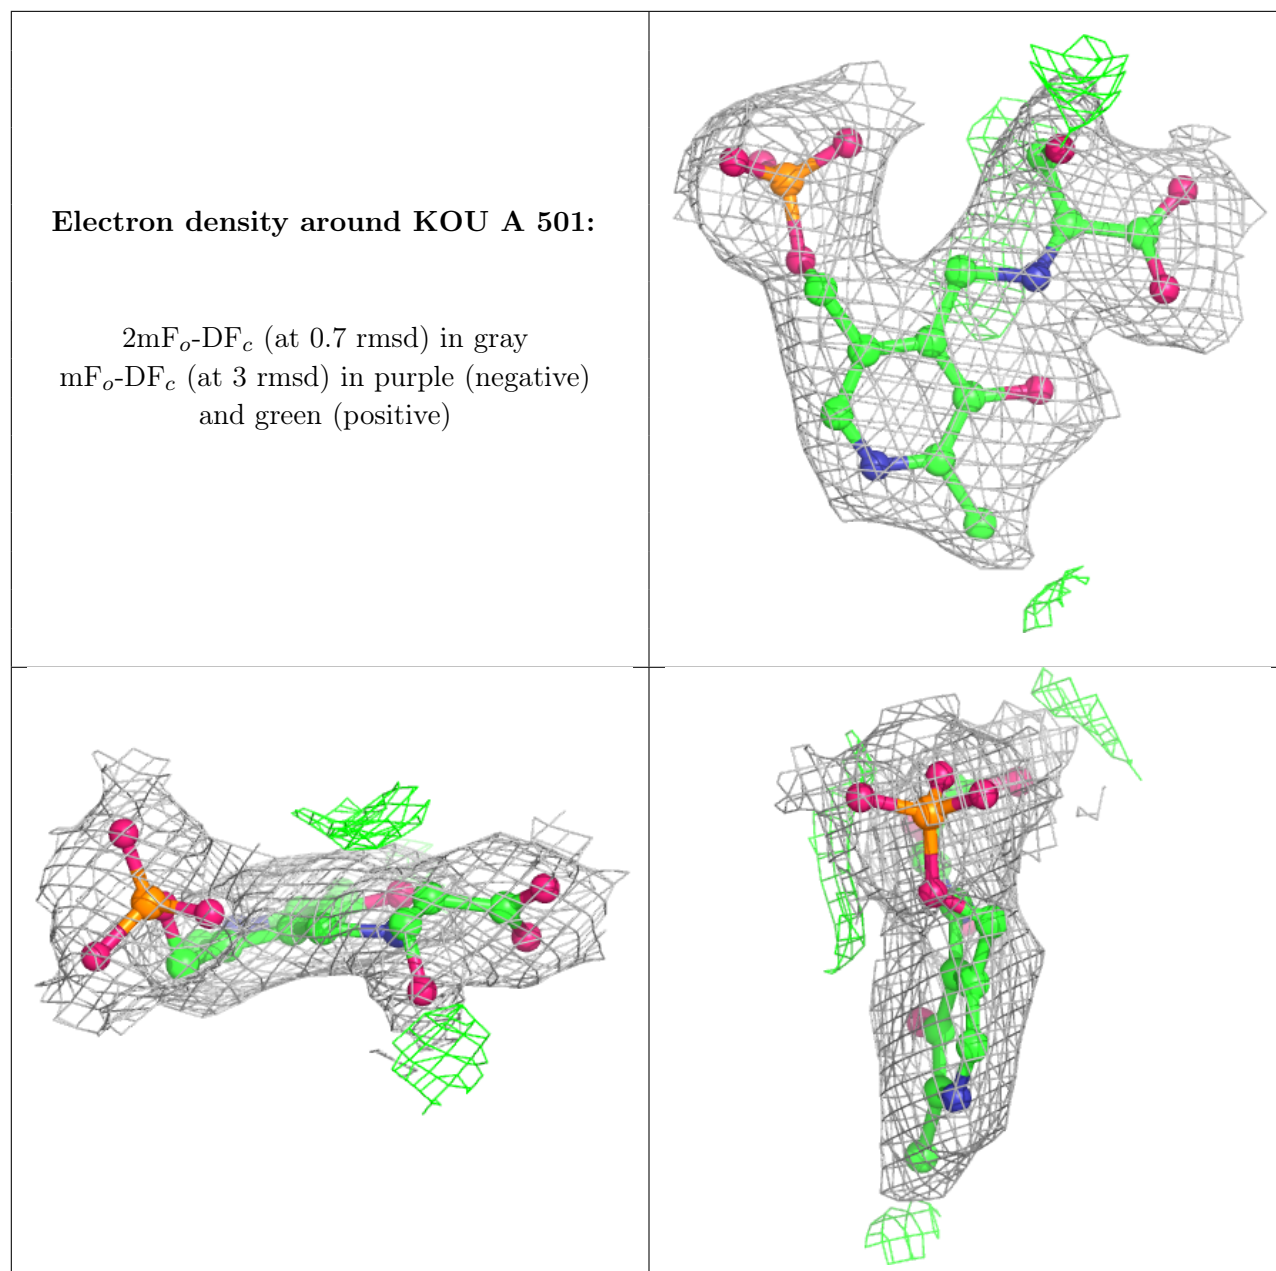 Electron density around KOU A 501:
2mFo-DFc (at 0.7 rmsd) in gray
mFo-DFc (at 3 rmsd) in purple (negative)
and green (positive)